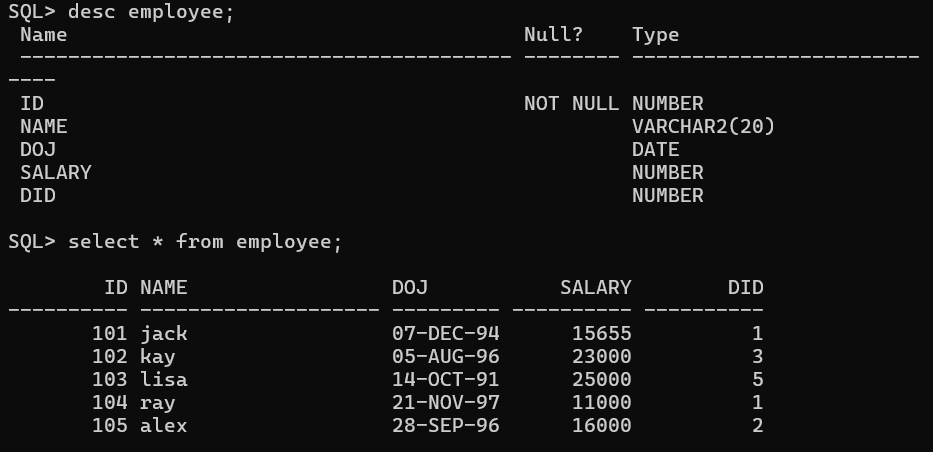 SQL> desc employee;
 Name                                      Null?    Type
 ----------------------------------------- -------- ------------------------
----
 ID                                        NOT NULL NUMBER
 NAME                                               VARCHAR2(20)
 DOJ                                                DATE
 SALARY                                             NUMBER
 DID                                                NUMBER

SQL> select * from employee;

        ID NAME                 DOJ           SALARY        DID
---------- -------------------- --------- ---------- ----------
       101 jack                 07-DEC-94      15655          1
       102 kay                  05-AUG-96      23000          3
       103 lisa                 14-OCT-91      25000          5
       104 ray                  21-NOV-97      11000          1
       105 alex                 28-SEP-96      16000          2